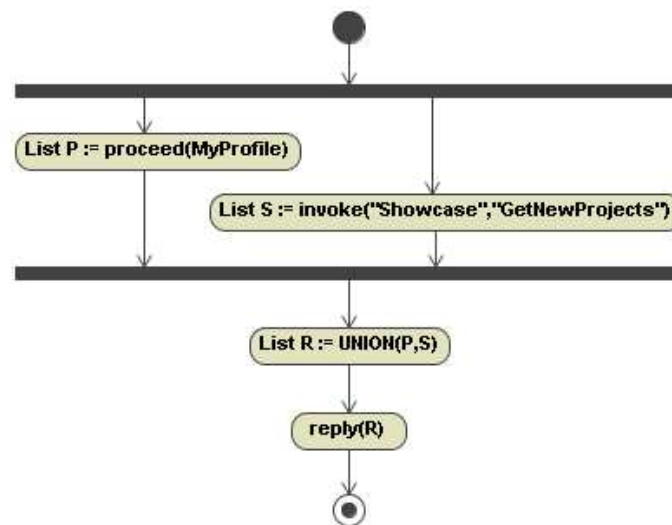 List P := proceed(MyProfile)
List S := invoke("Showcase","GetNewProjects")
List R := UNION(P,S)
reply(R)